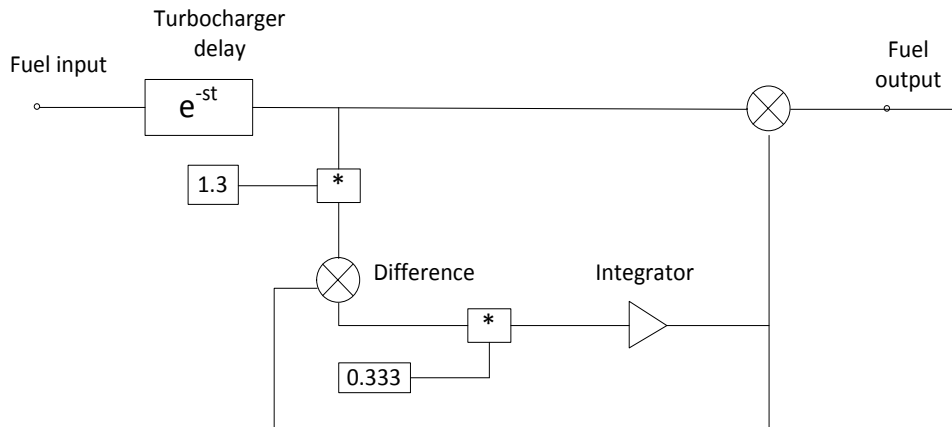 Turbocharger
delay
Fuel input
Fuel
output
e^-st
1.3
*
Difference
Integrator
*
0.333